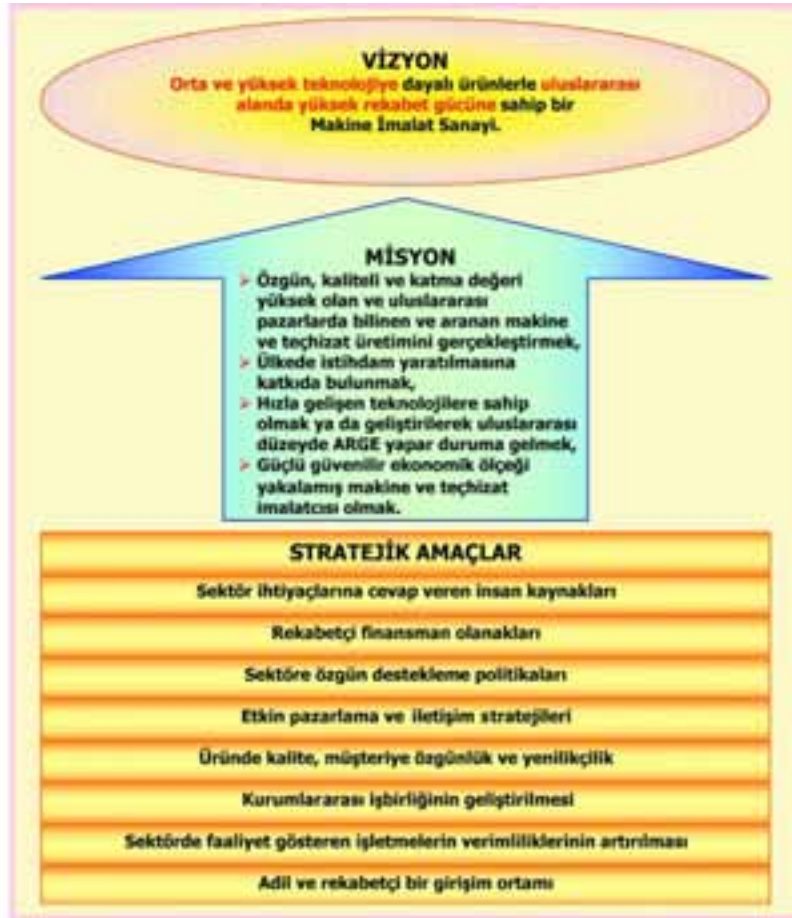 VİZYON
Orta ve yüksek teknolojiye dayalı ürünlerle uluslararası
alanda yüksek rekabet gücüne sahip bir
Makine İmalat Sanayi.
MİSYON
Özgün, kaliteli ve katma değeri
yüksek olan ve uluslararası
pazarlarda bilinen ve aranan makine
ve teçhizat üretimini gerçekleştirmek,
Ülkede istihdam yaratılmasına
katkıda bulunmak,
Hızla gelişen teknolojilere sahip
olmak ya da geliştirilerek uluslararası
düzeyde ARGE yapar duruma gelmek,
Güçlü güvenilir ekonomik ölçeği
yakalamış makine ve teçhizat
imalatcısı olmak.
STRATEJİK AMAÇLAR
Sektör ihtiyaçlarına cevap veren insan kaynakları
Rekabetçi finansman olanakları
Sektöre özgün destekleme politikaları
Etkin pazarlama ve iletişim stratejileri
Üründe kalite, müşteriye özgünlük ve yenilikçilik
Kurumlararası işbirliğinin geliştirilmesi
Sektörde faaliyet gösteren işletmelerin verimliliklerinin artırılması
Adil ve rekabetçi bir girişim ortamı